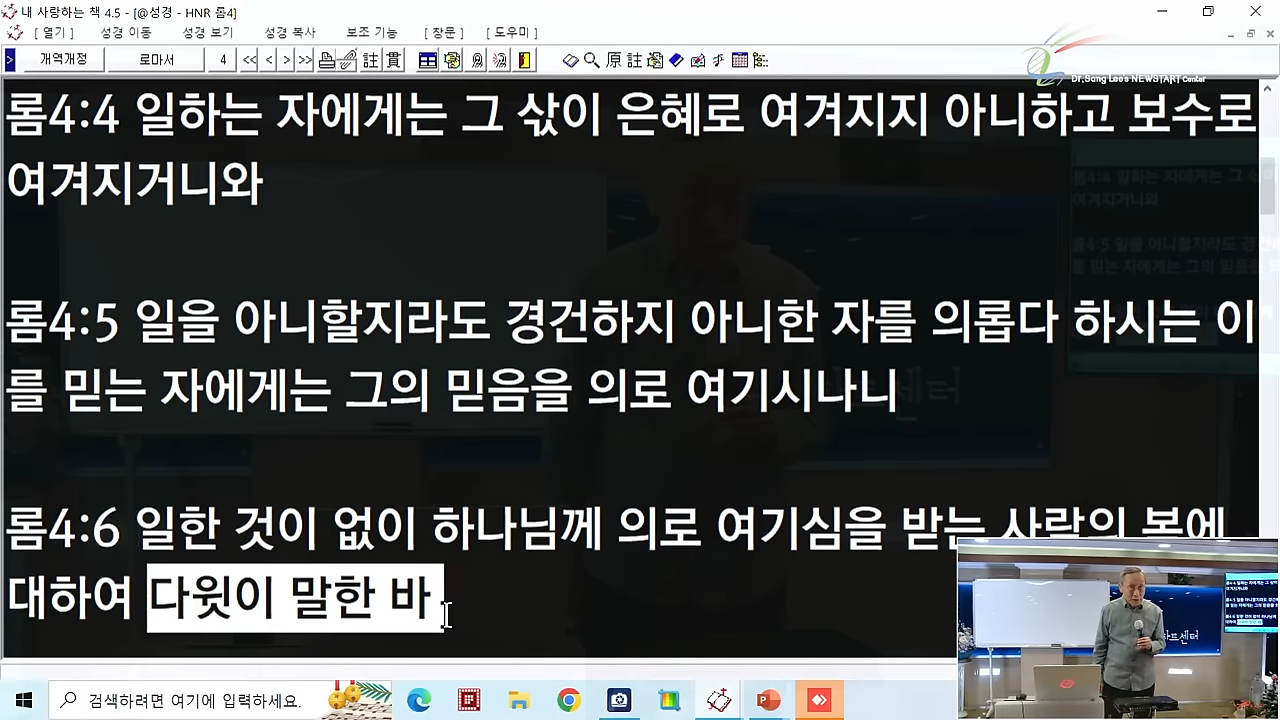 내 사랑하는 책 4.5 - [@성경 - HNR 롬4]
[ 열기 ] 성경 이동 성경 보기 성경 복사 보조 기능 [ 창문 ] [ 도우미 ]
개역개정 로마서 4 << < > >> 註 貫 原 註
Dr.Sang Lee's NEWSTART Center
롬4:4 일하는 자에게는 그 삯이 은혜로 여겨지지 아니하고 보수로
여겨지거니와
롬4:5 일을 아니할지라도 경건하지 아니한 자를 의롭다 하시는 이
를 믿는 자에게는 그의 믿음을 의로 여기시나니
롬4:6 일한 것이 없이 하나님께 의로 여기심을 받는 사람의 복에
대하여 다윗이 말한 바
검색하려면 여기에 입력하세요.